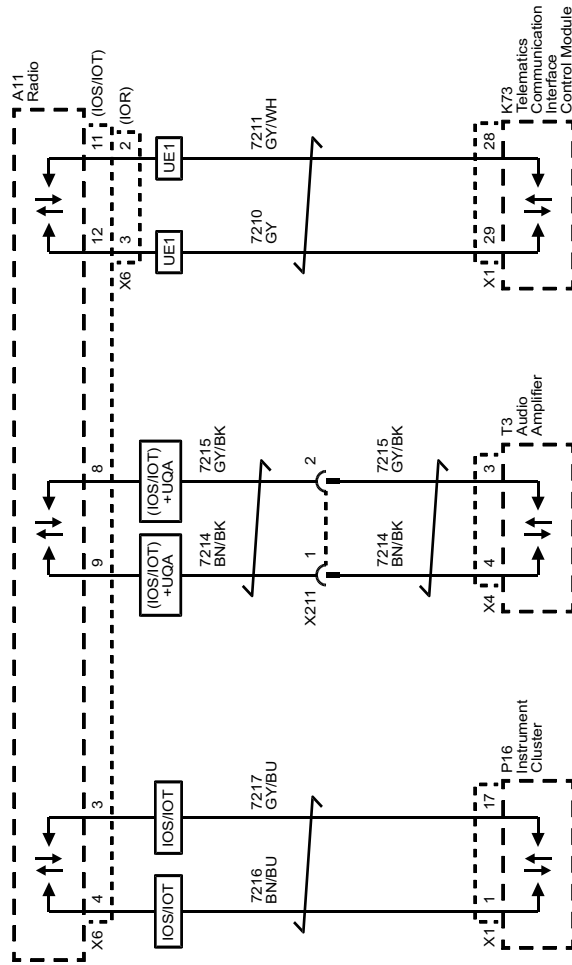 A11
Radio
(IOS/IOT)
X6
4
3
9
8
12
11
X6
3
2
(IOR)
IOS/IOT
IOS/IOT
(IOS/IOT)
+UQA
(IOS/IOT)
+UQA
UE1
UE1
7216
BN/BU
7217
GY/BU
7214
BN/BK
7215
GY/BK
7210
GY
7211
GY/WH
X211
1
2
7214
BN/BK
7215
GY/BK
X1
1
17
X4
4
3
X1
29
28
P16
Instrument
Cluster
T3
Audio
Amplifier
K73
Telematics
Communication
Interface
Control Module